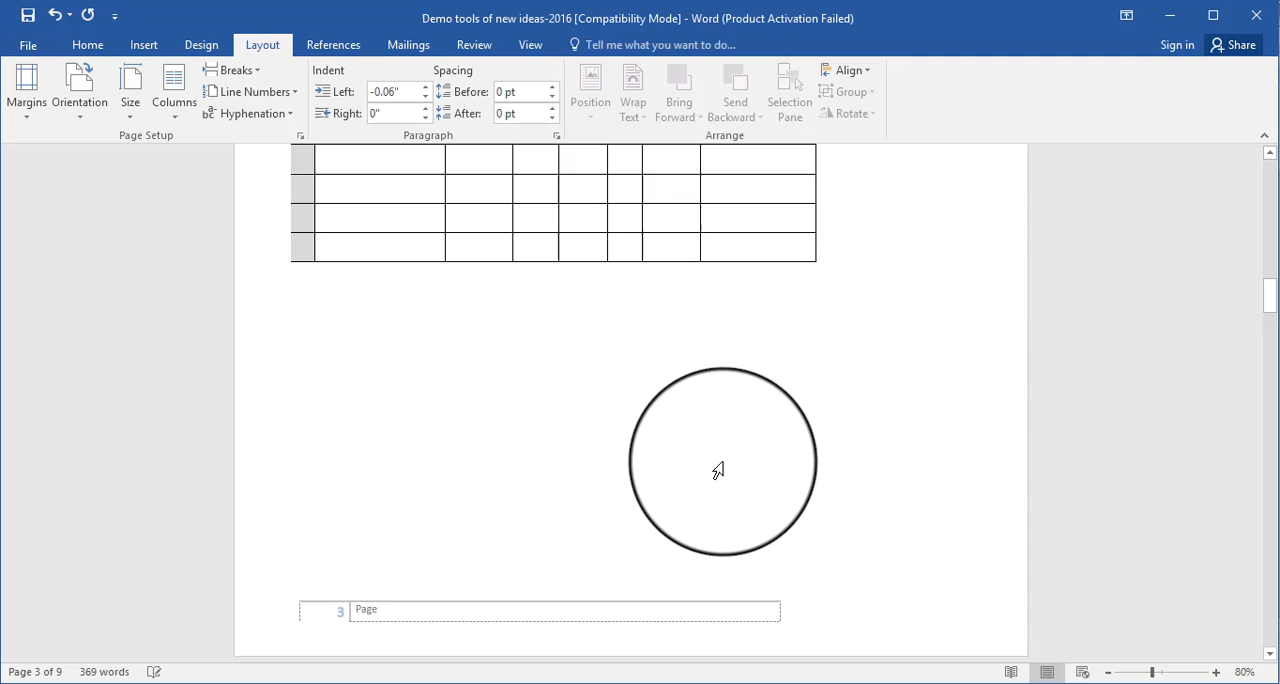 Demo tools of new ideas-2016 [Compatibility Mode] - Word (Product Activation Failed)
File Home Insert Design Layout References Mailings Review View Tell me what you want to do... Sign in Share
Margins Orientation Size Columns
Breaks
Line Numbers
Hyphenation
Page Setup
Indent Spacing
Left: -0.06" Before: 0 pt
Right: 0" After: 0 pt
Paragraph
Position Wrap Text Bring Forward Send Backward Selection Pane
Align
Group
Rotate
Arrange
3 Page
Page 3 of 9 369 words 80%